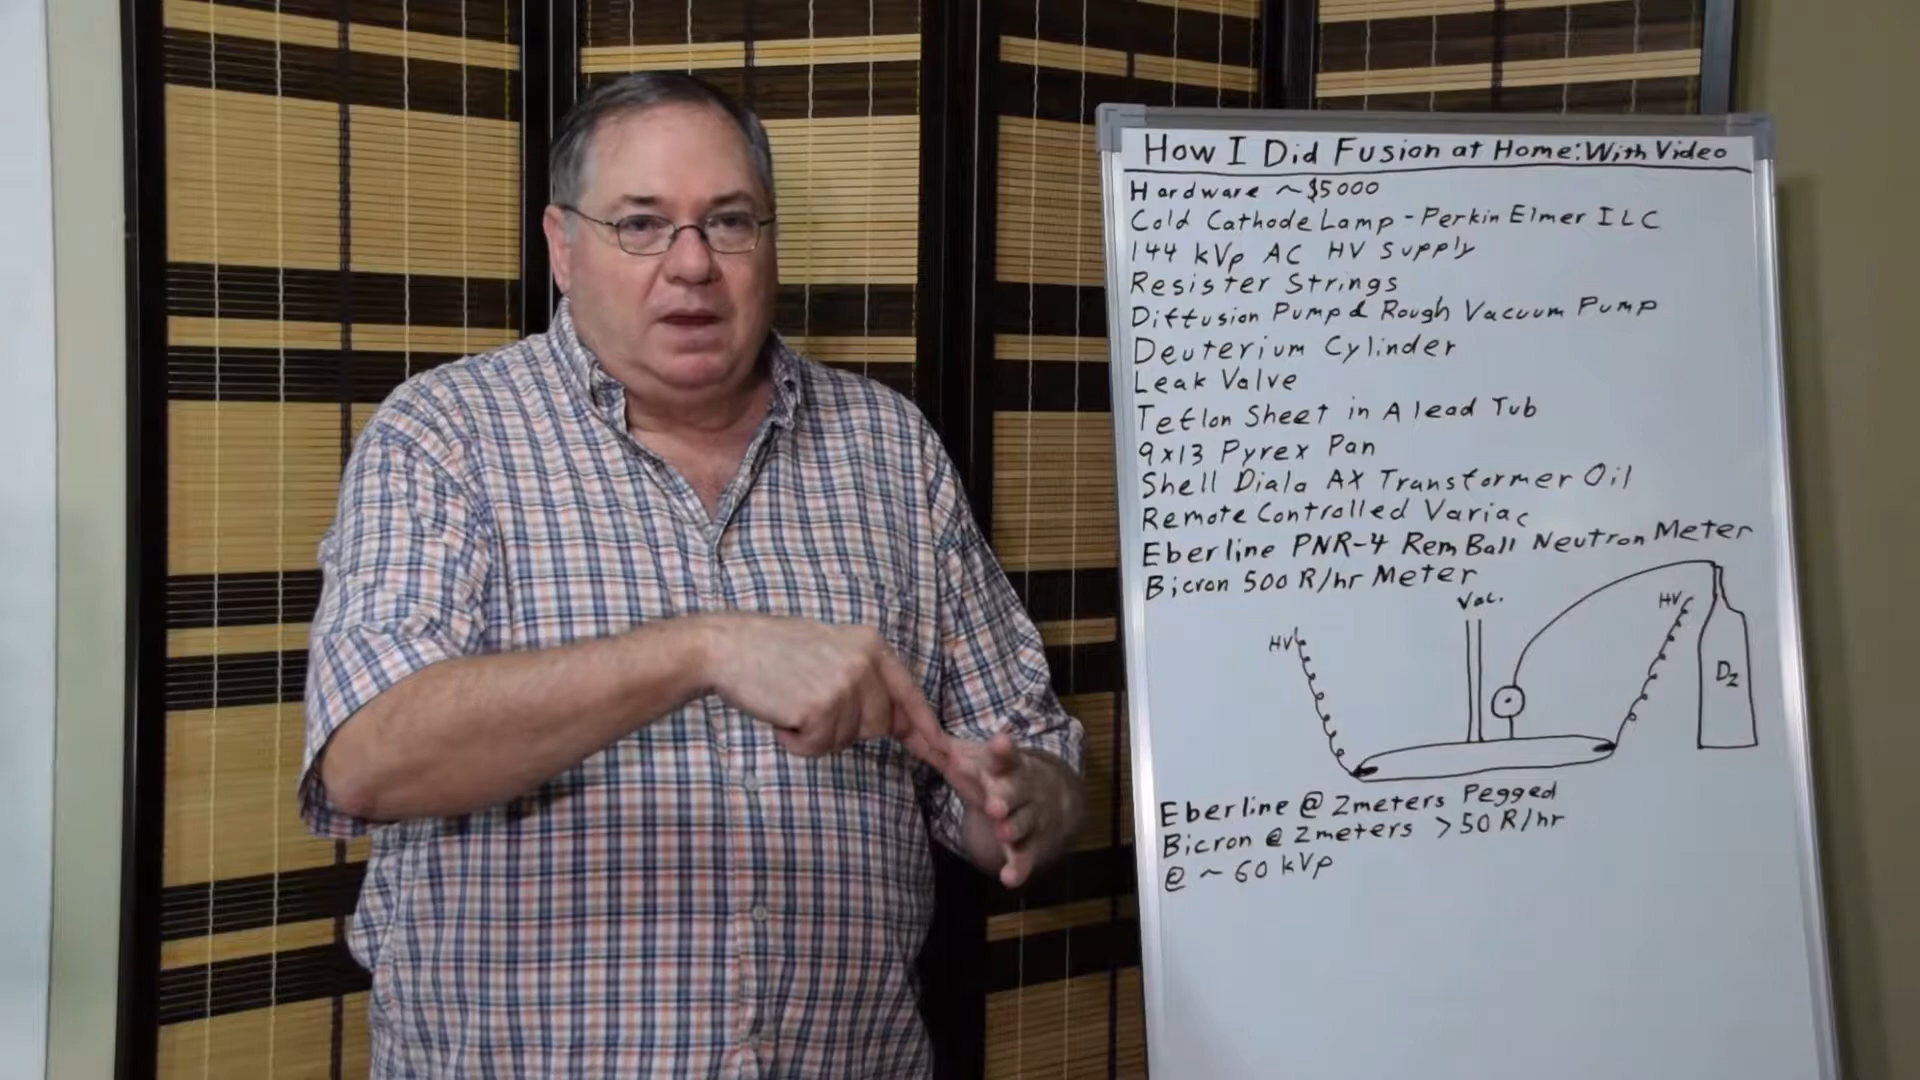 How I Did Fusion at Home: With Video
Hardware ~$5000
Cold Cathode Lamp - Perkin Elmer ILC
144 kVp AC HV Supply
Resister Strings
Diffusion Pump & Rough Vacuum Pump
Deuterium Cylinder
Leak Valve
Teflon Sheet in A lead Tub
9x13 Pyrex Pan
Shell Diala AX Transformer Oil
Remote Controlled Variac
Eberline PNR-4 Rem Ball Neutron Meter
Bicron 500 R/hr Meter
Vac.
HV
HV
D2
Eberline @ 2meters Pegged
Bicron @ 2meters >50 R/hr
@ ~60 kVp